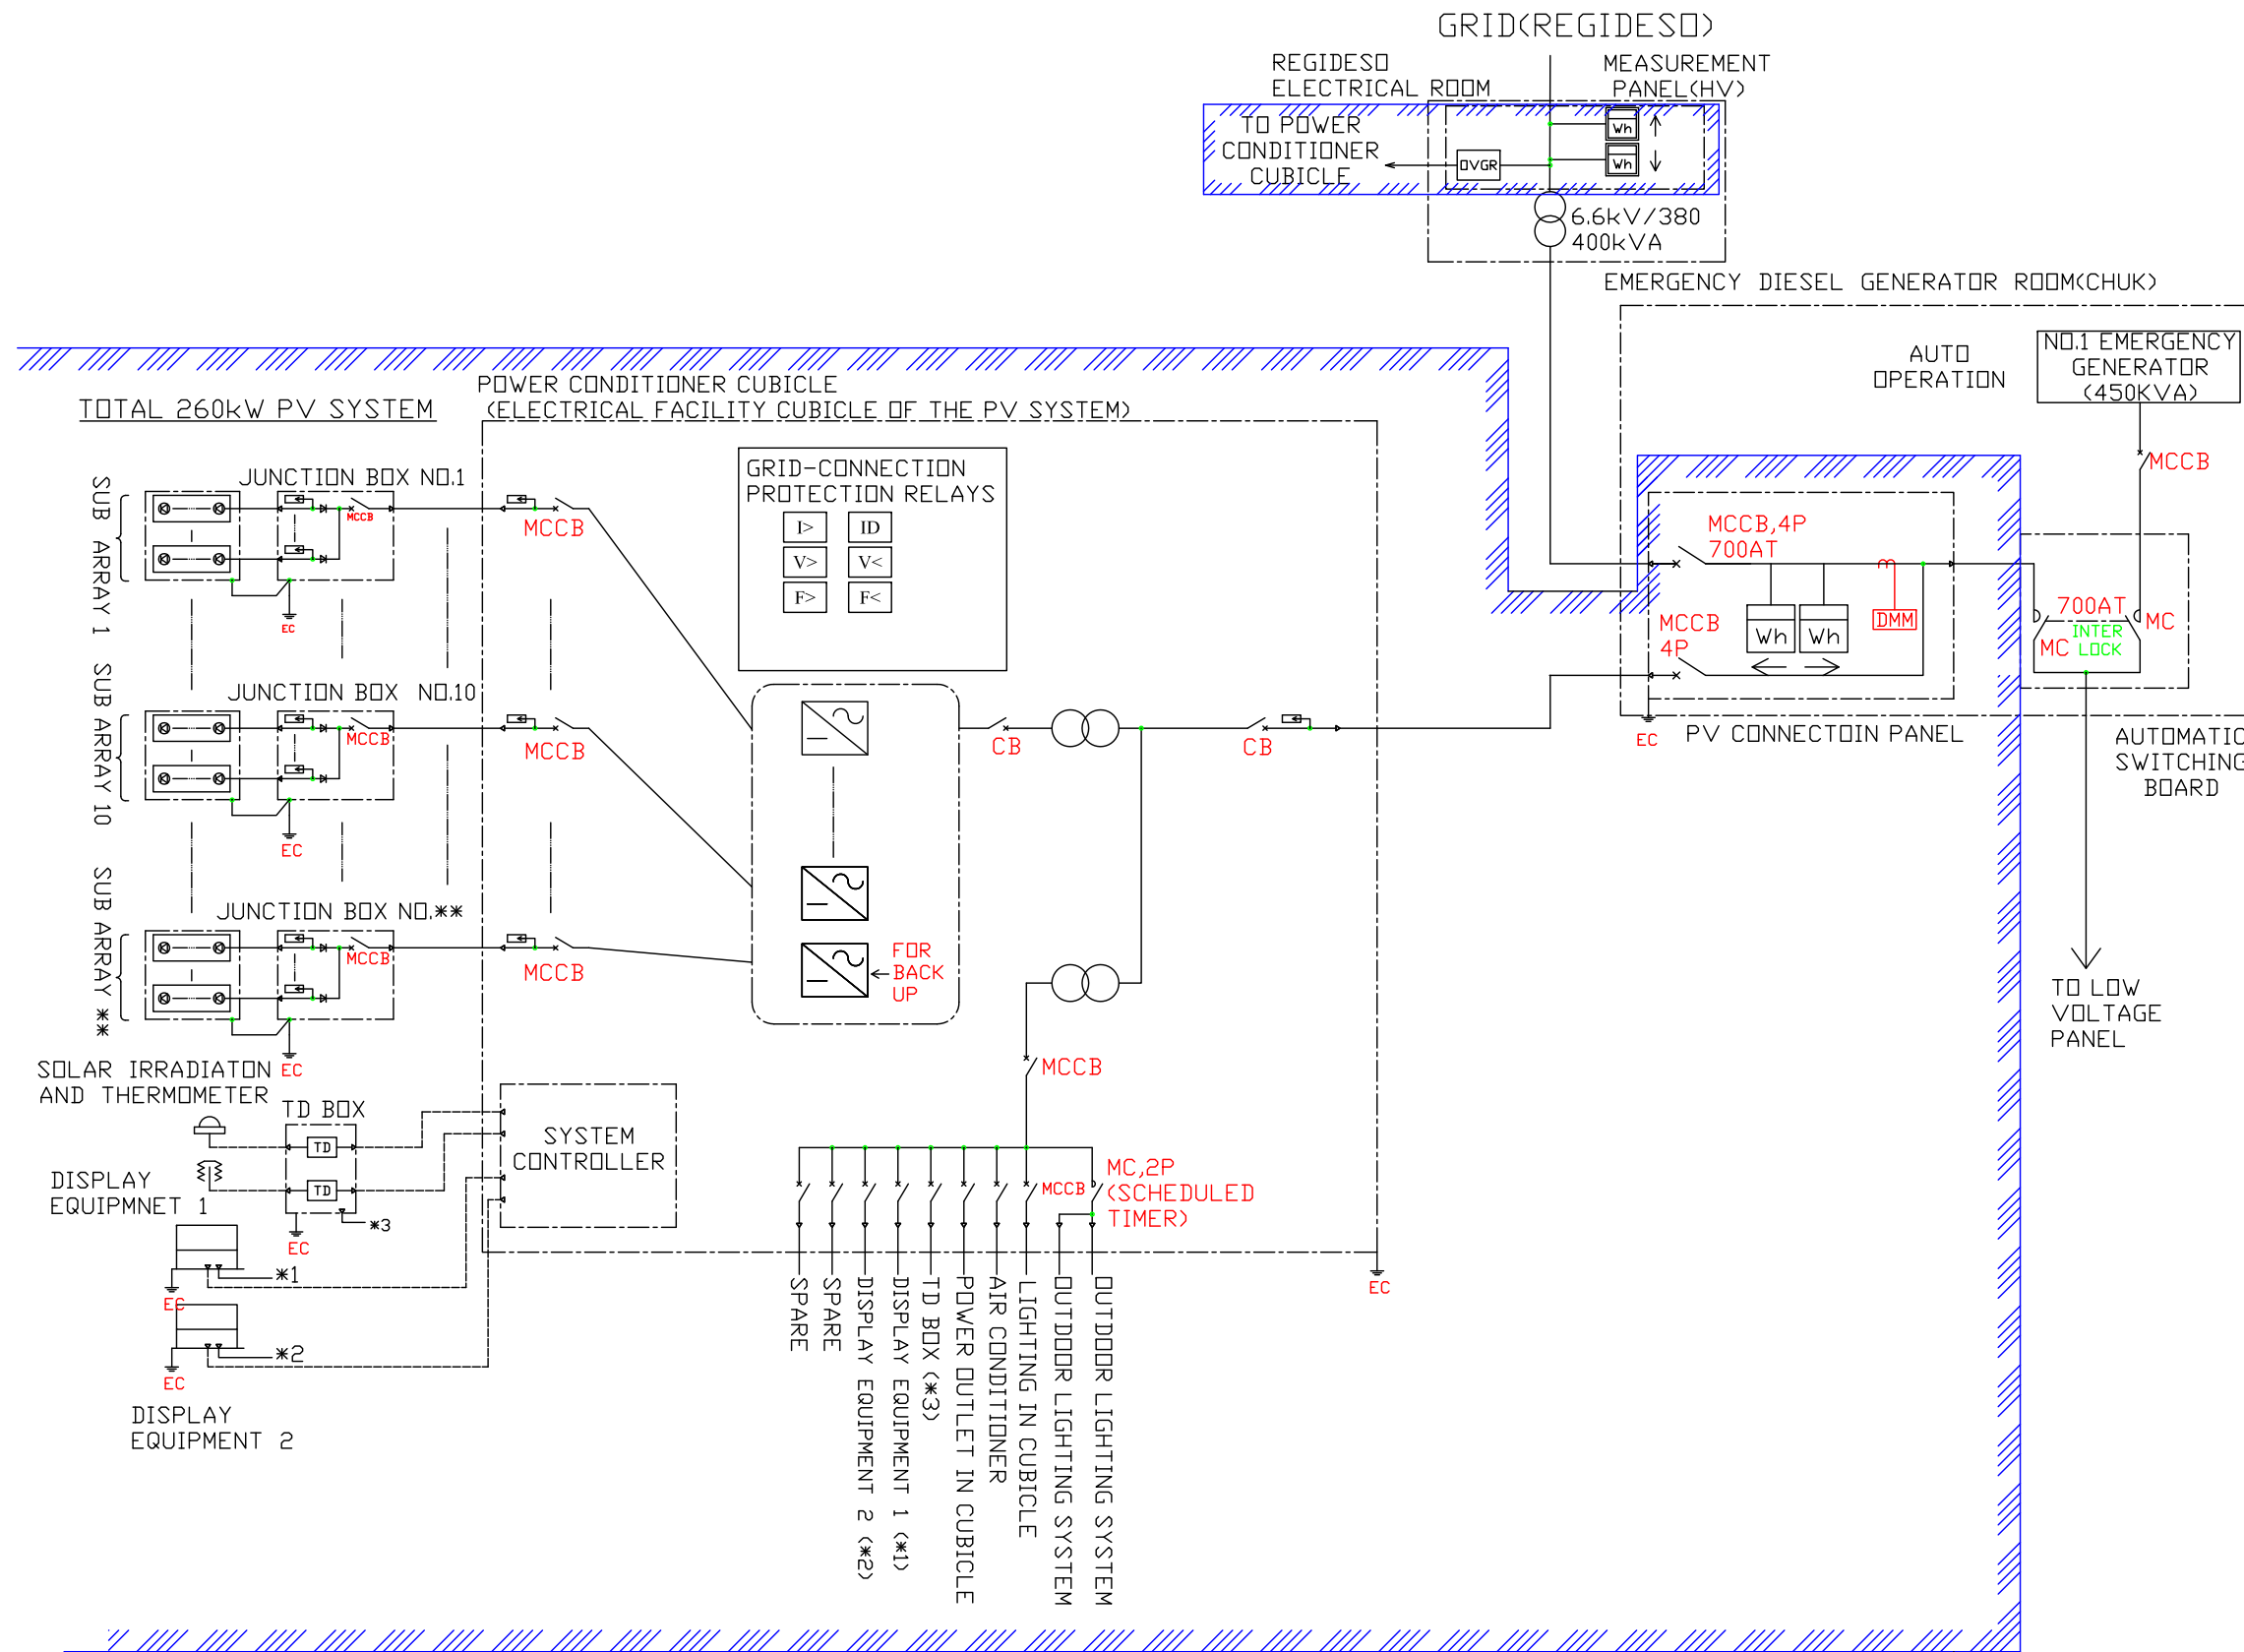 GRID(REGIDESO)
REGIDESO
ELECTRICAL ROOM
MEASUREMENT
PANEL(HV)
TO POWER
CONDITIONER
CUBICLE
OVGR
Wh
Wh
6.6kV/380
400kVA
EMERGENCY DIESEL GENERATOR ROOM(CHUK)
AUTO
OPERATION
NO.1 EMERGENCY
GENERATOR
(450KVA)
MCCB
TOTAL 260kW PV SYSTEM
POWER CONDITIONER CUBICLE
(ELECTRICAL FACILITY CUBICLE OF THE PV SYSTEM)
GRID-CONNECTION
PROTECTION RELAYS
I>
ID
V>
V<
F>
F<
SUB ARRAY 1
JUNCTION BOX NO.1
MCCB
MCCB
EC
SUB ARRAY 10
JUNCTION BOX NO.10
MCCB
MCCB
EC
SUB ARRAY **
JUNCTION BOX NO.**
MCCB
MCCB
EC
FOR
BACK
UP
CB
CB
MCCB,4P
700AT
MCCB
4P
Wh
Wh
DMM
EC
PV CONNECTOIN PANEL
700AT
MC
INTER
LOCK
MC
AUTOMATIC
SWITCHING
BOARD
TO LOW
VOLTAGE
PANEL
SOLAR IRRADIATON
AND THERMOMETER
TD BOX
TD
TD
EC
*3
SYSTEM
CONTROLLER
DISPLAY
EQUIPMNET 1
*1
EC
*2
EC
DISPLAY
EQUIPMENT 2
MCCB
MCCB
MC,2P
(SCHEDULED
TIMER)
EC
SPARE
SPARE
DISPLAY EQUIPMENT 2 (*2)
DISPLAY EQUIPMENT 1 (*1)
TD BOX (*3)
POWER OUTLET IN CUBICLE
AIR CONDITIONER
LIGHTING IN CUBICLE
OUTDOOR LIGHTING SYSTEM
OUTDOOR LIGHTING SYSTEM